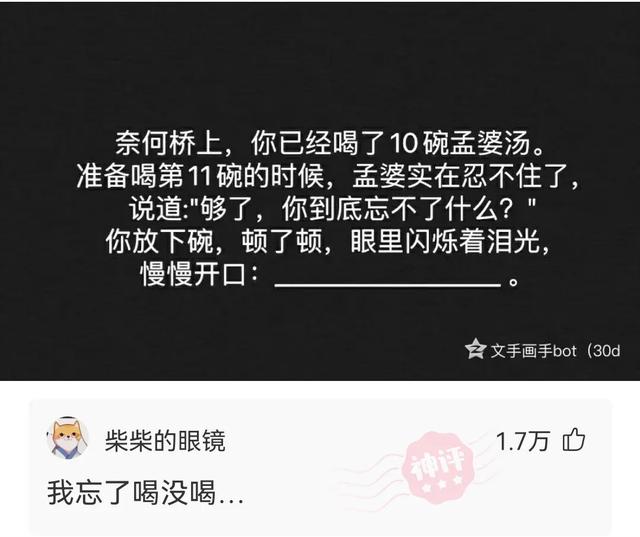 奈何桥上，你已经喝了10碗孟婆汤。
准备喝第11碗的时候，孟婆实在忍不住了，
说道:"够了，你到底忘不了什么？"
你放下碗，顿了顿，眼里闪烁着泪光，
慢慢开口：________________。
文手画手bot（30d
柴柴的眼镜
1.7万
神评
我忘了喝没喝...